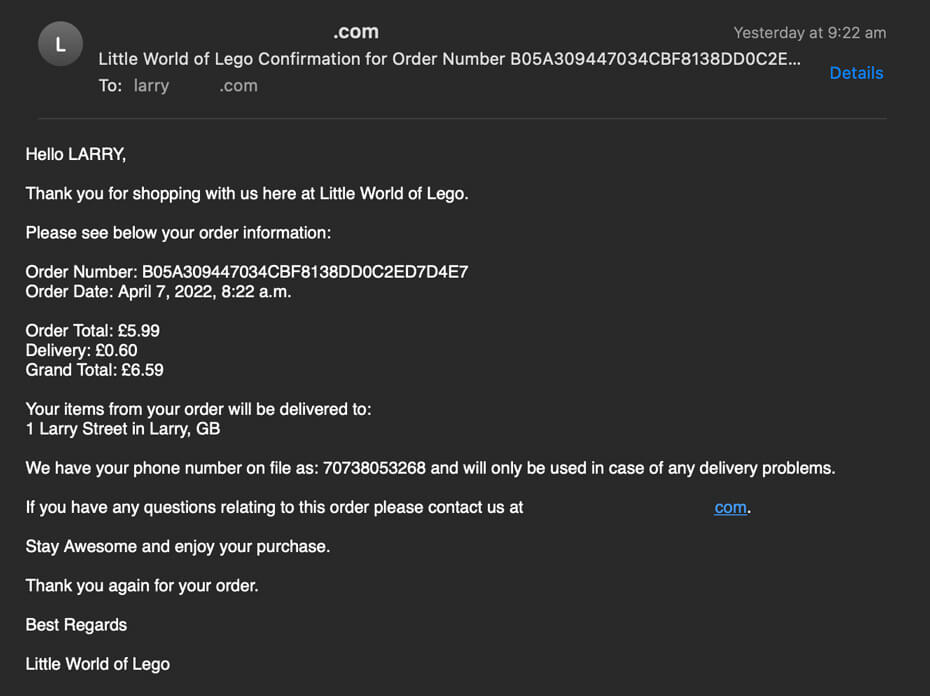 L
.com
Yesterday at 9:22 am
Little World of Lego Confirmation for Order Number B05A309447034CBF8138DD0C2E...
Details
To: larry .com
Hello LARRY,
Thank you for shopping with us here at Little World of Lego.
Please see below your order information:
Order Number: B05A309447034CBF8138DD0C2ED7D4E7
Order Date: April 7, 2022, 8:22 a.m.
Order Total: £5.99
Delivery: £0.60
Grand Total: £6.59
Your items from your order will be delivered to:
1 Larry Street in Larry, GB
We have your phone number on file as: 70738053268 and will only be used in case of any delivery problems.
If you have any questions relating to this order please contact us at com.
Stay Awesome and enjoy your purchase.
Thank you again for your order.
Best Regards
Little World of Lego